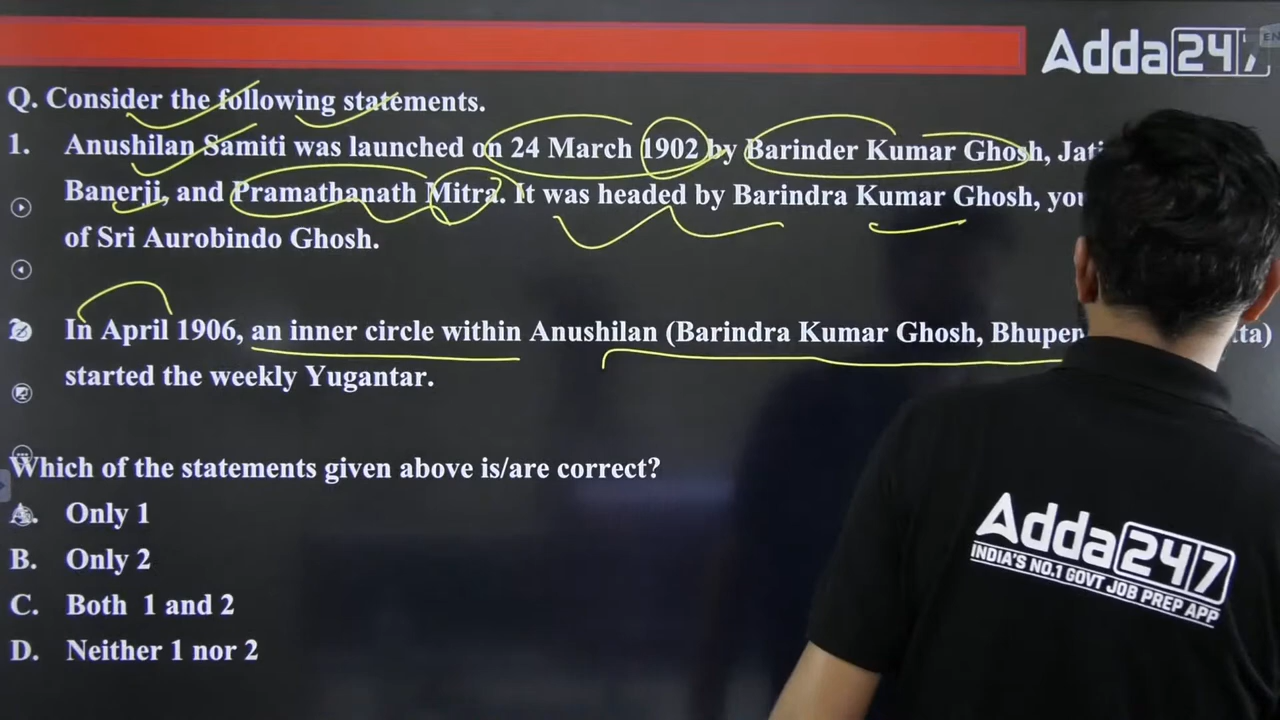 Adda247
EN
Q. Consider the following statements.
1. Anushilan Samiti was launched on 24 March 1902 by Barinder Kumar Ghosh,
Banerji, and Pramathanath Mitra. It was headed by Barindra Kumar Ghosh,
of Sri Aurobindo Ghosh.
In April 1906, an inner circle within Anushilan (Barindra Kumar Ghosh,
started the weekly Yugantar.
Which of the statements given above is/are correct?
A. Only 1
B. Only 2
C. Both 1 and 2
D. Neither 1 nor 2
Adda247
INDIA'S NO.1 GOVT JOB PREP APP